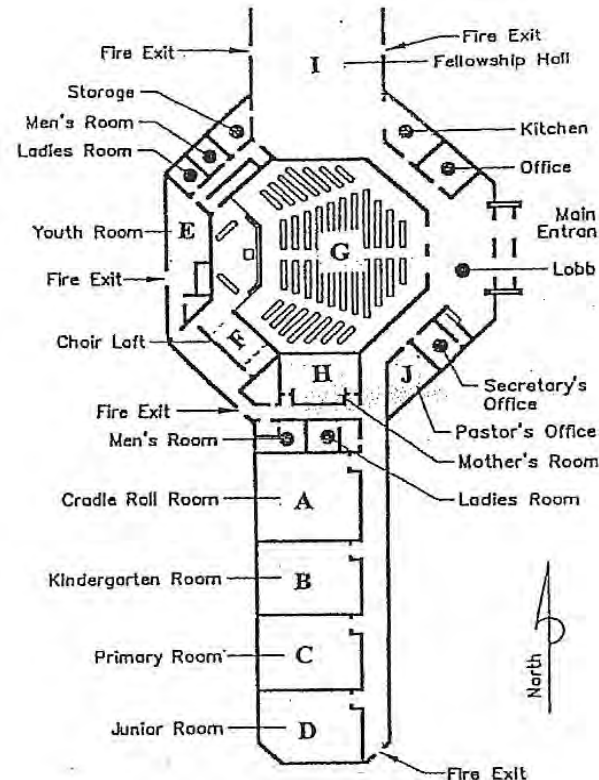 Fire Exit
Fire Exit
I
Fellowship Hall
Storage
Men's Room
Kitchen
Ladies Room
Office
E
Main
Entran
Youth Room
G
Fire Exit
Lobb
Choir Loft
F
H
J
Secretary's
Office
Fire Exit
Pastor's Office
Men's Room
Mother's Room
Ladies Room
Cradle Roll Room
A
Kindergarten Room
B
Primary Room
C
North
Junior Room
D
Fire Exit